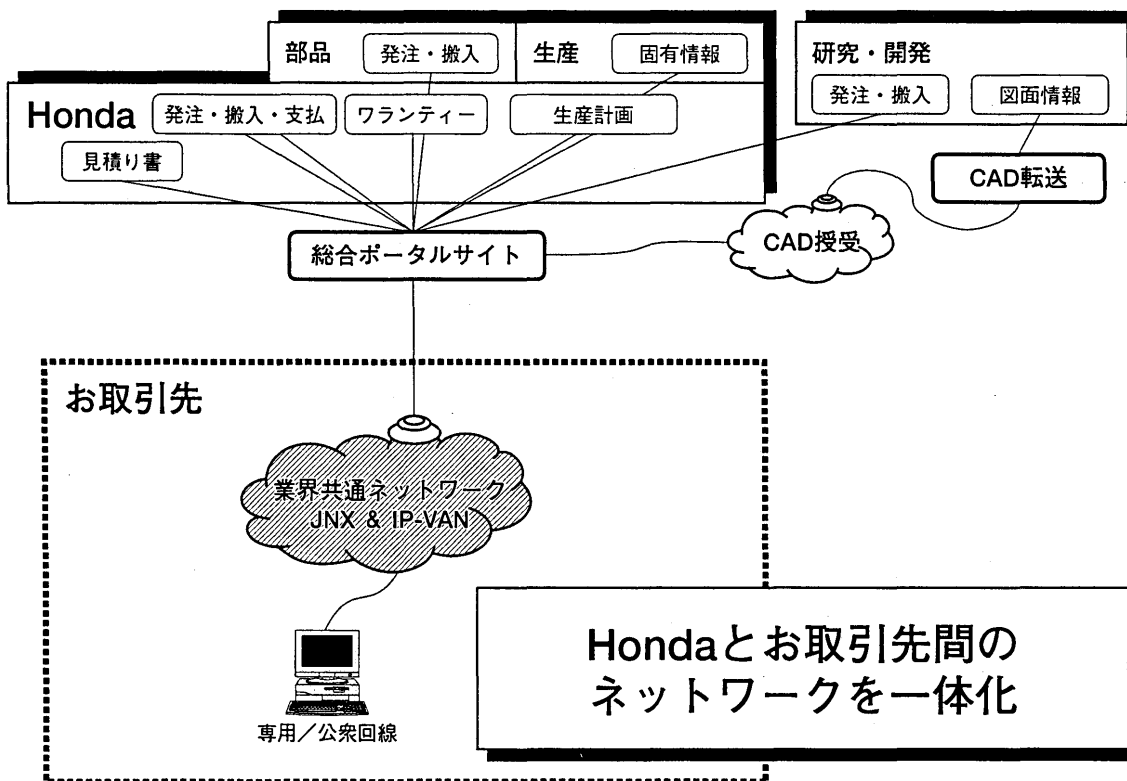 部品
発注・搬入
生産
固有情報
研究・開発
発注・搬入
図面情報
Honda
発注・搬入・支払
ワランティー
生産計画
見積り書
CAD転送
CAD授受
総合ポータルサイト
お取引先
業界共通ネットワーク
JNX & IP-VAN
専用／公衆回線
Hondaとお取引先間の
ネットワークを一体化